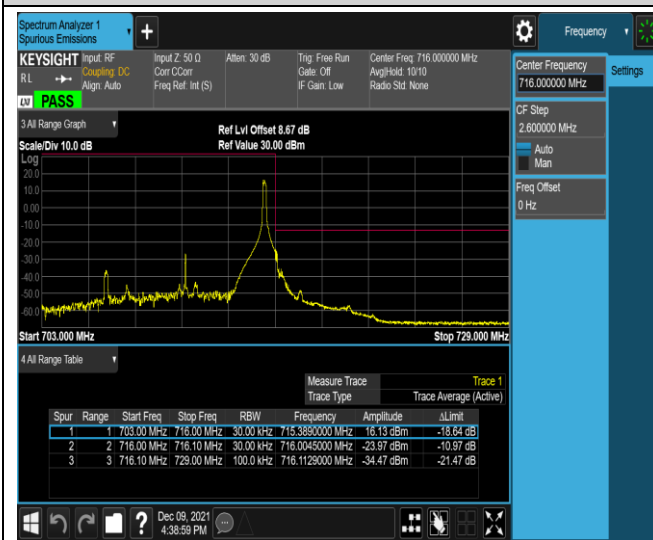 Spectrum Analyzer 1
Spurious Emissions
Frequency
KEYSIGHT
RL
LXI PASS
Input: RF
Coupling: DC
Align: Auto
Input Z: 50 Ω
Corr CCorr
Freq Ref: Int (S)
Atten: 30 dB
Trig: Free Run
Gate: Off
IF Gain: Low
Center Freq: 716.000000 MHz
Avg|Hold: 10/10
Radio Std: None
Center Frequency
716.000000 MHz
Settings
CF Step
2.600000 MHz
Auto
Man
Freq Offset
0 Hz
3 All Range Graph
Scale/Div 10.0 dB
Ref Lvl Offset 8.67 dB
Ref Value 30.00 dBm
Log
20.0
10.0
0.00
-10.0
-20.0
-30.0
-40.0
-50.0
-60.0
Start 703.000 MHz
Stop 729.000 MHz
4 All Range Table
Measure Trace Trace 1
Trace Type Trace Average (Active)
Spur Range Start Freq Stop Freq RBW Frequency Amplitude ΔLimit
1 1 703.00 MHz 716.00 MHz 30.00 kHz 715.3890000 MHz 16.13 dBm -18.64 dB
2 2 716.00 MHz 716.10 MHz 30.00 kHz 716.0045000 MHz -23.97 dBm -10.97 dB
3 3 716.10 MHz 729.00 MHz 100.0 kHz 716.1129000 MHz -34.47 dBm -21.47 dB
Dec 09, 2021
4:38:59 PM